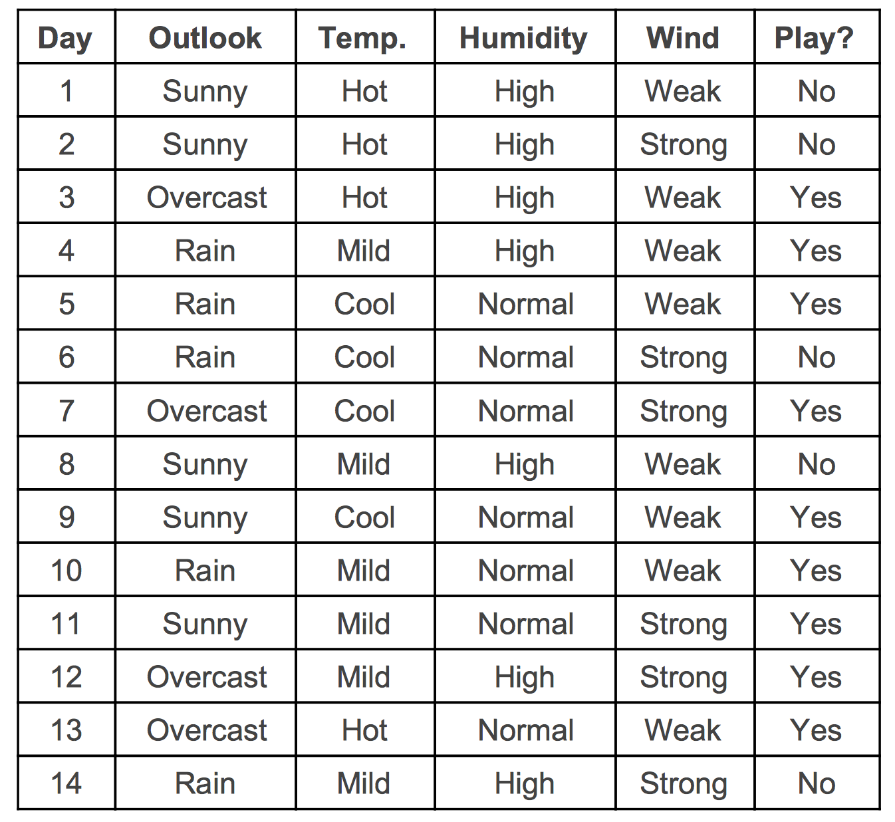 Day Outlook Temp. Humidity Wind Play?
1 Sunny Hot High Weak No
2 Sunny Hot High Strong No
3 Overcast Hot High Weak Yes
4 Rain Mild High Weak Yes
5 Rain Cool Normal Weak Yes
6 Rain Cool Normal Strong No
7 Overcast Cool Normal Strong Yes
8 Sunny Mild High Weak No
9 Sunny Cool Normal Weak Yes
10 Rain Mild Normal Weak Yes
11 Sunny Mild Normal Strong Yes
12 Overcast Mild High Strong Yes
13 Overcast Hot Normal Weak Yes
14 Rain Mild High Strong No